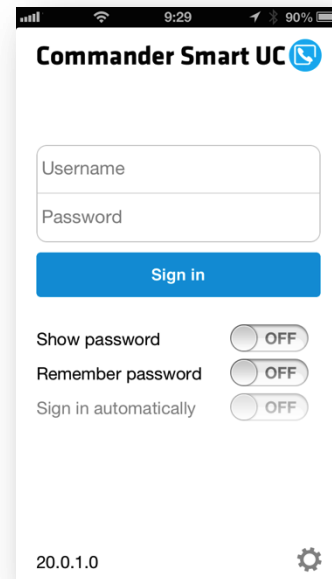 9:29 90%
Commander Smart UC
Username
Password
Sign in
Show password OFF
Remember password OFF
Sign in automatically OFF
20.0.1.0